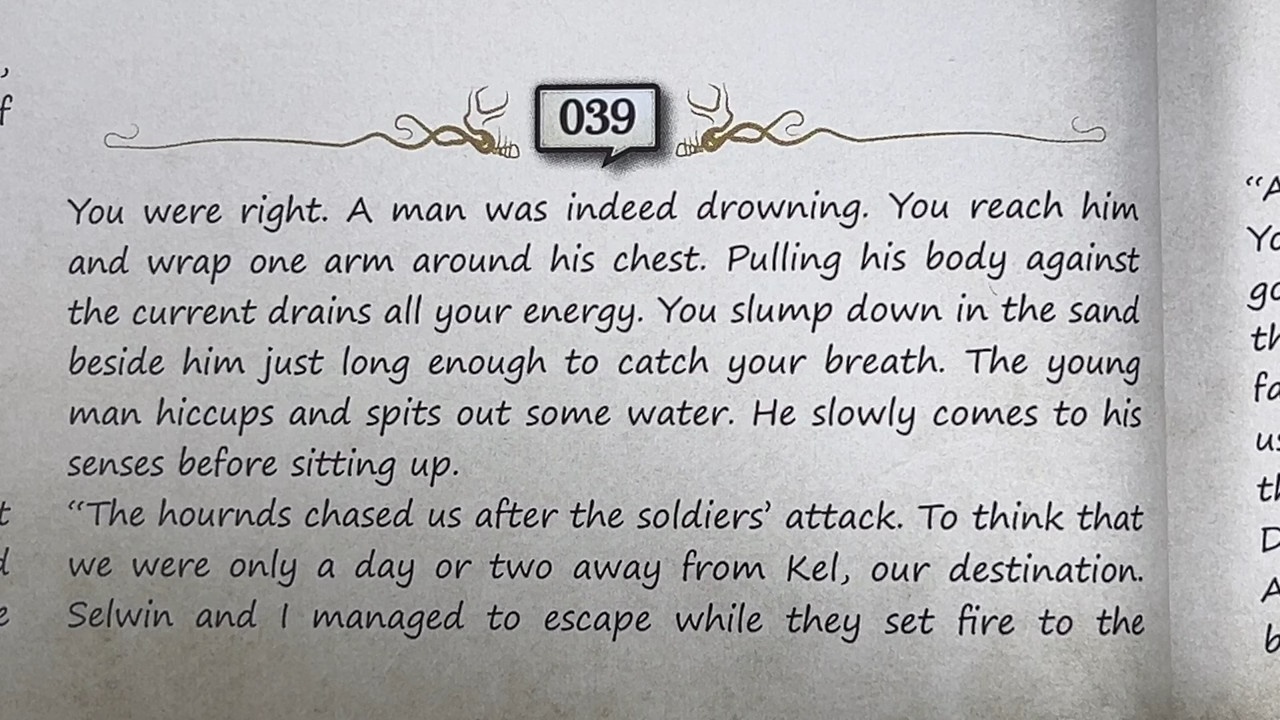 039
You were right. A man was indeed drowning. You reach him
and wrap one arm around his chest. Pulling his body against
the current drains all your energy. You slump down in the sand
beside him just long enough to catch your breath. The young
man hiccups and spits out some water. He slowly comes to his
senses before sitting up.
“The hournds chased us after the soldiers’ attack. To think that
we were only a day or two away from Kel, our destination.
Selwin and I managed to escape while they set fire to the